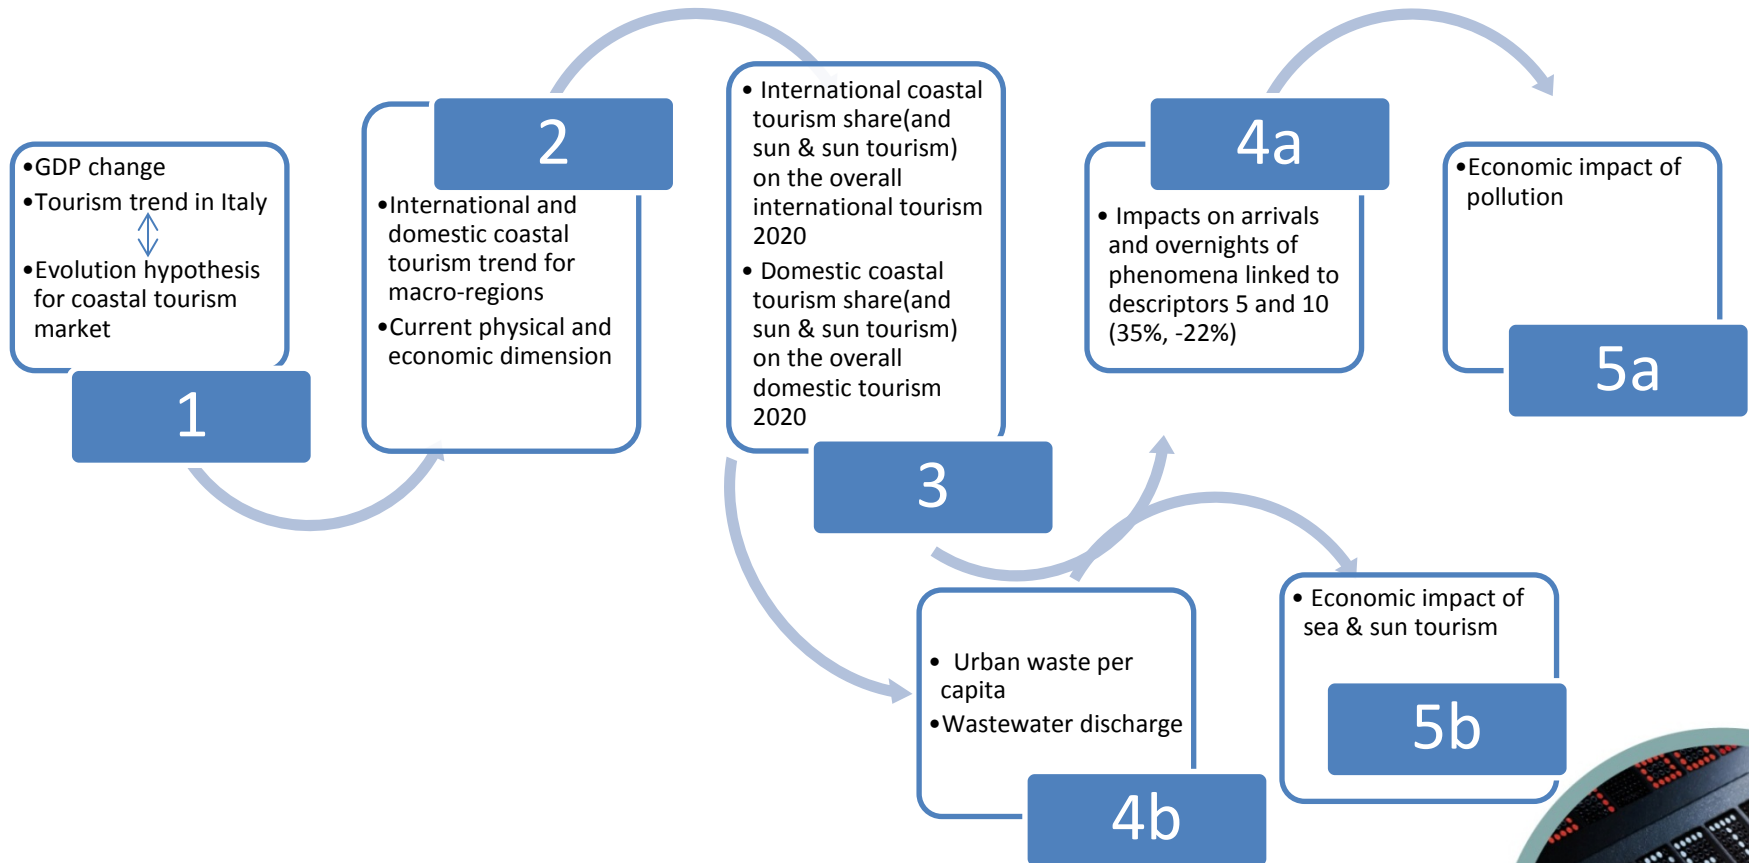 •GDP change
•Tourism trend in Italy
•Evolution hypothesis
for coastal tourism
market
1
2
•International and
domestic coastal
tourism trend for
macro-regions
•Current physical and
economic dimension
• International coastal
tourism share(and
sun & sun tourism)
on the overall
international tourism
2020
• Domestic coastal
tourism share(and
sun & sun tourism)
on the overall
domestic tourism
2020
3
4a
• Impacts on arrivals
and overnights of
phenomena linked to
descriptors 5 and 10
(35%, -22%)
•Economic impact of
pollution
5a
• Urban waste per
capita
•Wastewater discharge
4b
• Economic impact of
sea & sun tourism
5b